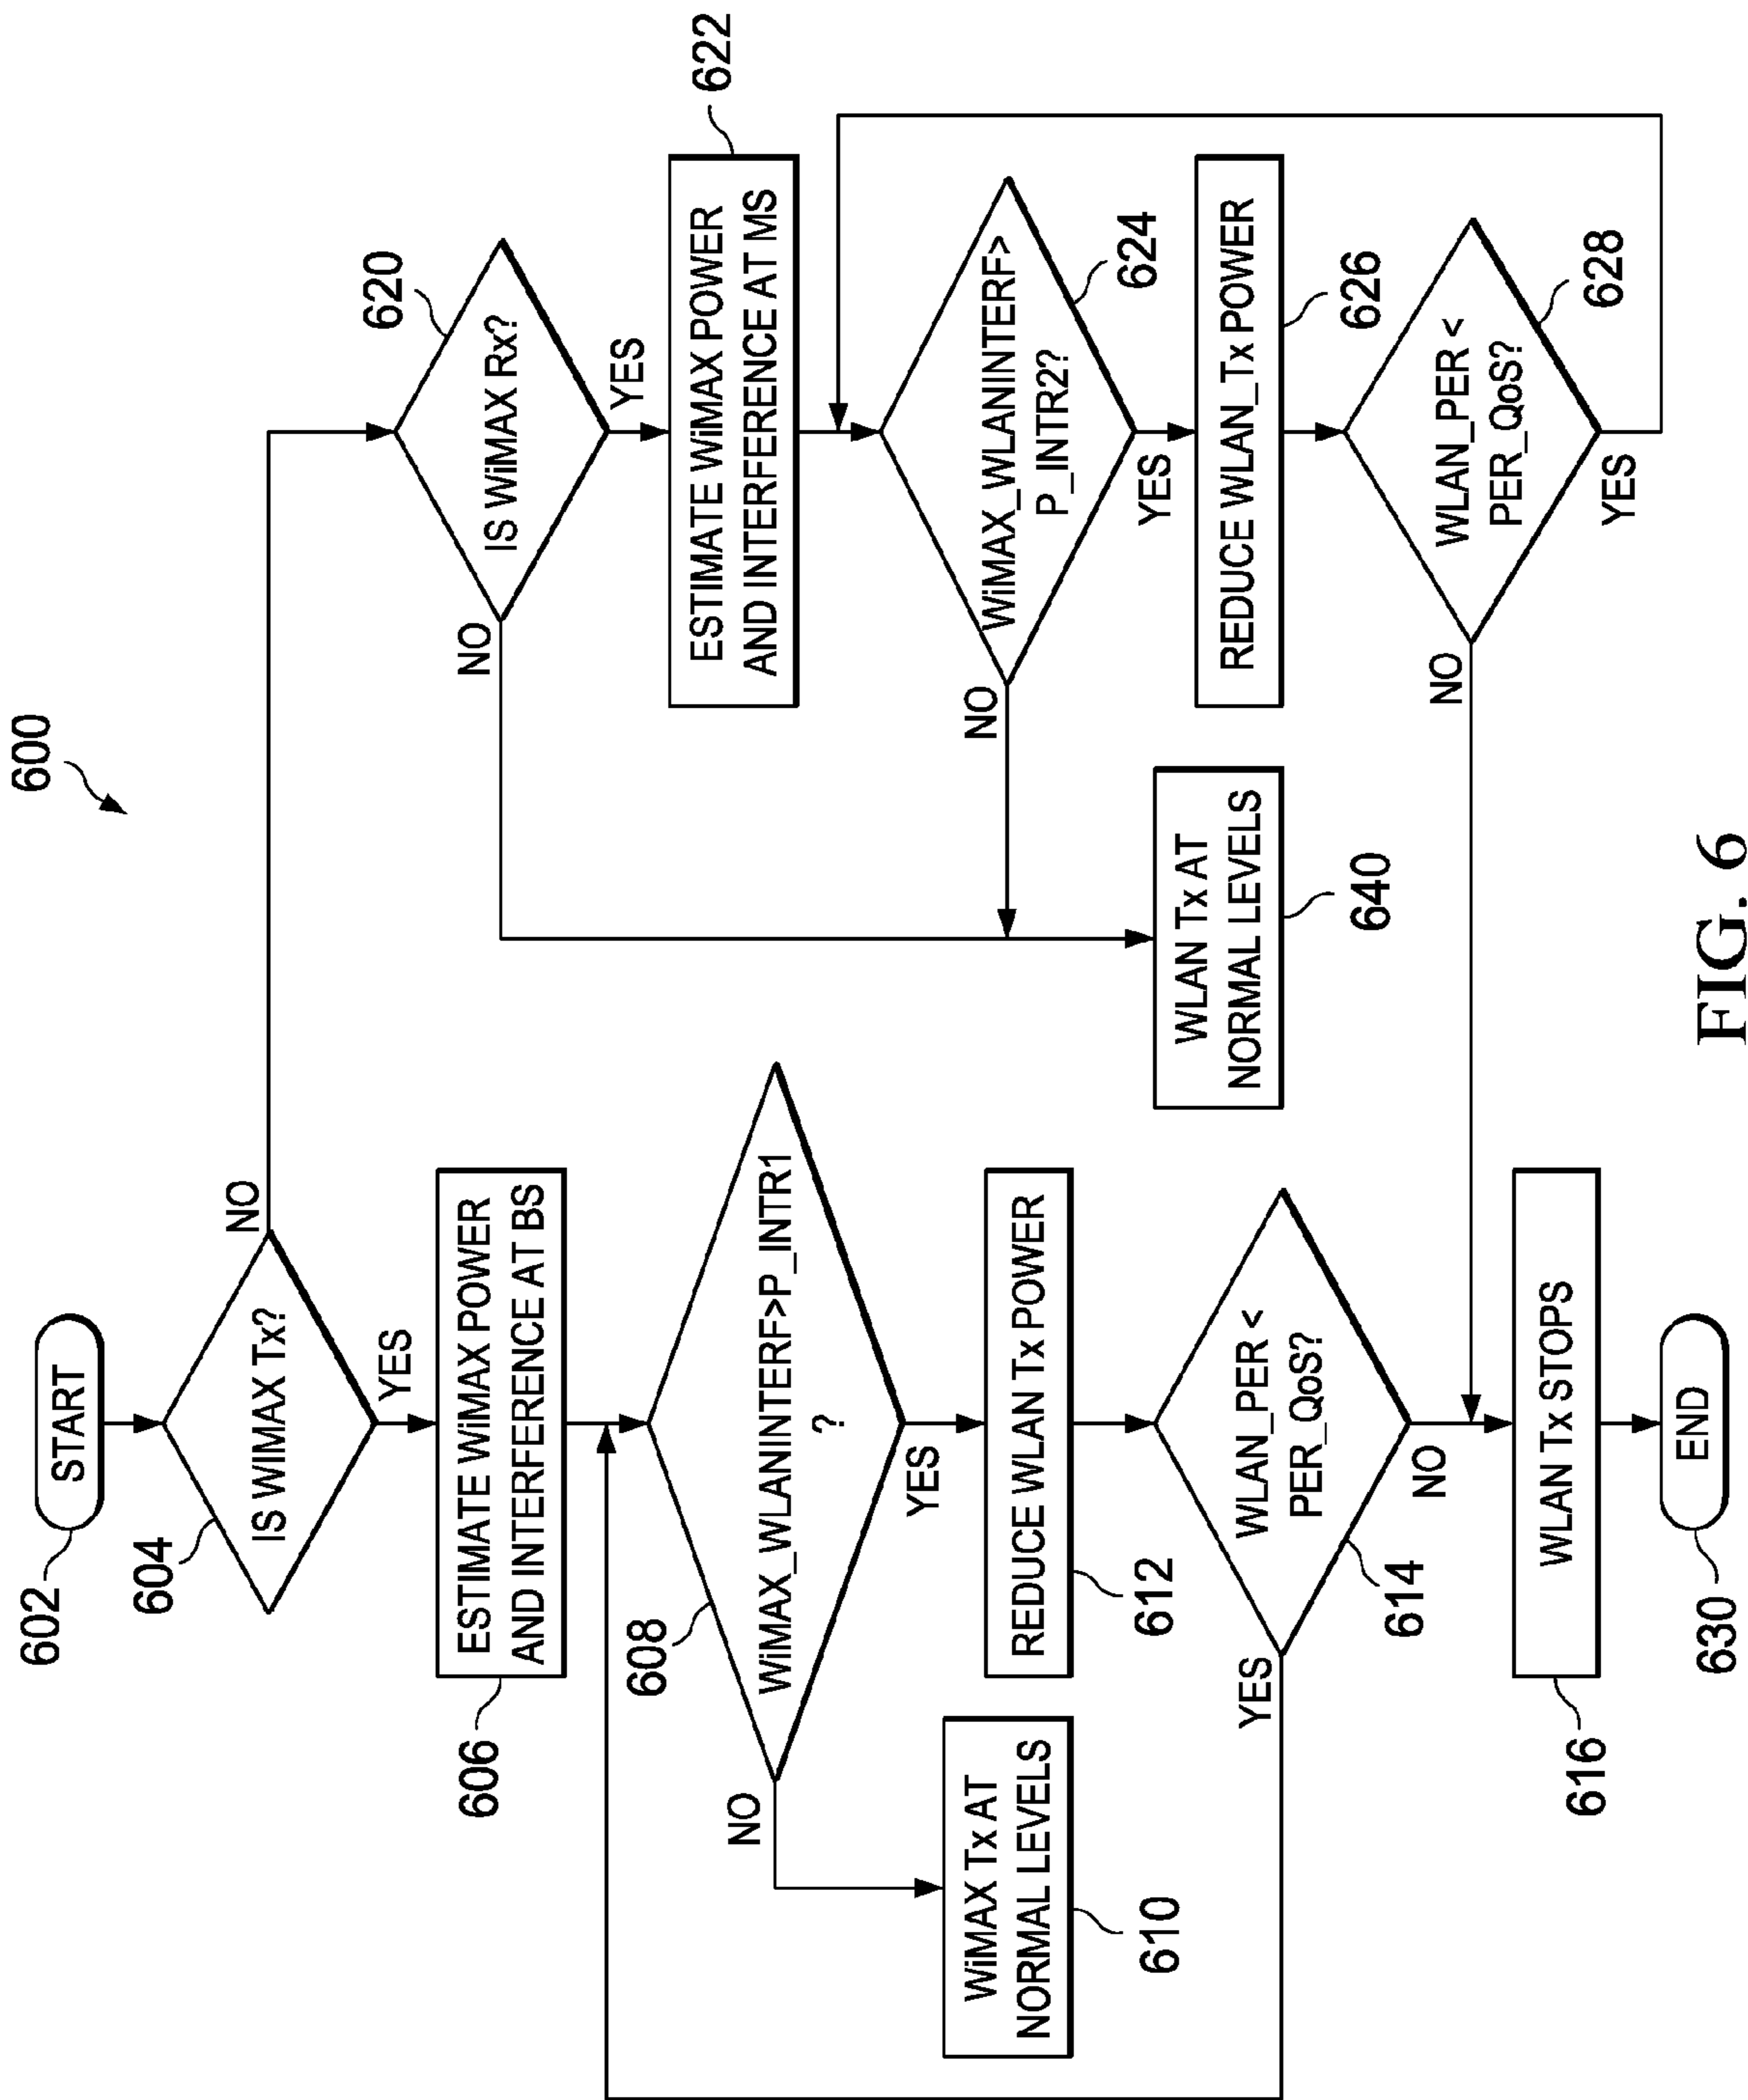 600
START
602
IS WIMAX Tx?
604
NO
YES
ESTIMATE WiMAX POWER
AND INTERFERENCE AT BS
606
WiMAX_WLANINTERF>P_INTR1
?
608
NO
YES
WiMAX Tx AT
NORMAL LEVELS
610
REDUCE WLAN Tx POWER
612
WLAN_PER <
PER_QoS?
614
YES
NO
WLAN Tx STOPS
616
END
630
IS WiMAX Rx?
620
NO
YES
ESTIMATE WiMAX POWER
AND INTERFERENCE AT MS
622
WiMAX_WLANINTERF>
P_INTR2?
624
NO
YES
WLAN Tx AT
NORMAL LEVELS
640
REDUCE WLAN_Tx POWER
626
WLAN_PER <
PER_QoS?
628
NO
YES
FIG. 6